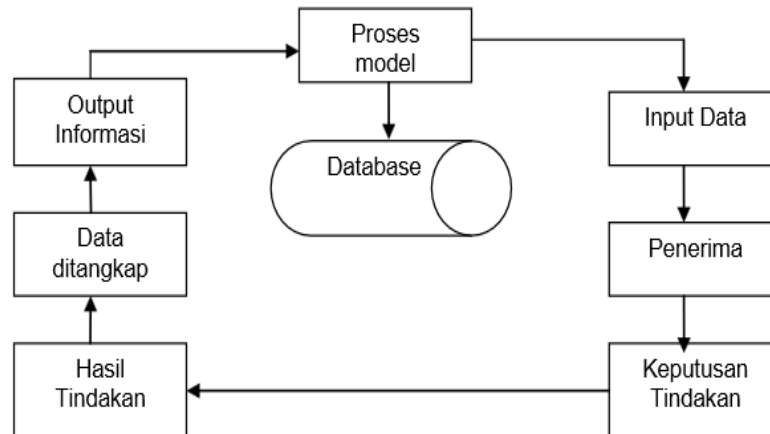 Proses
model
Output
Informasi
Input Data
Database
Data
ditangkap
Penerima
Hasil
Tindakan
Keputusan
Tindakan